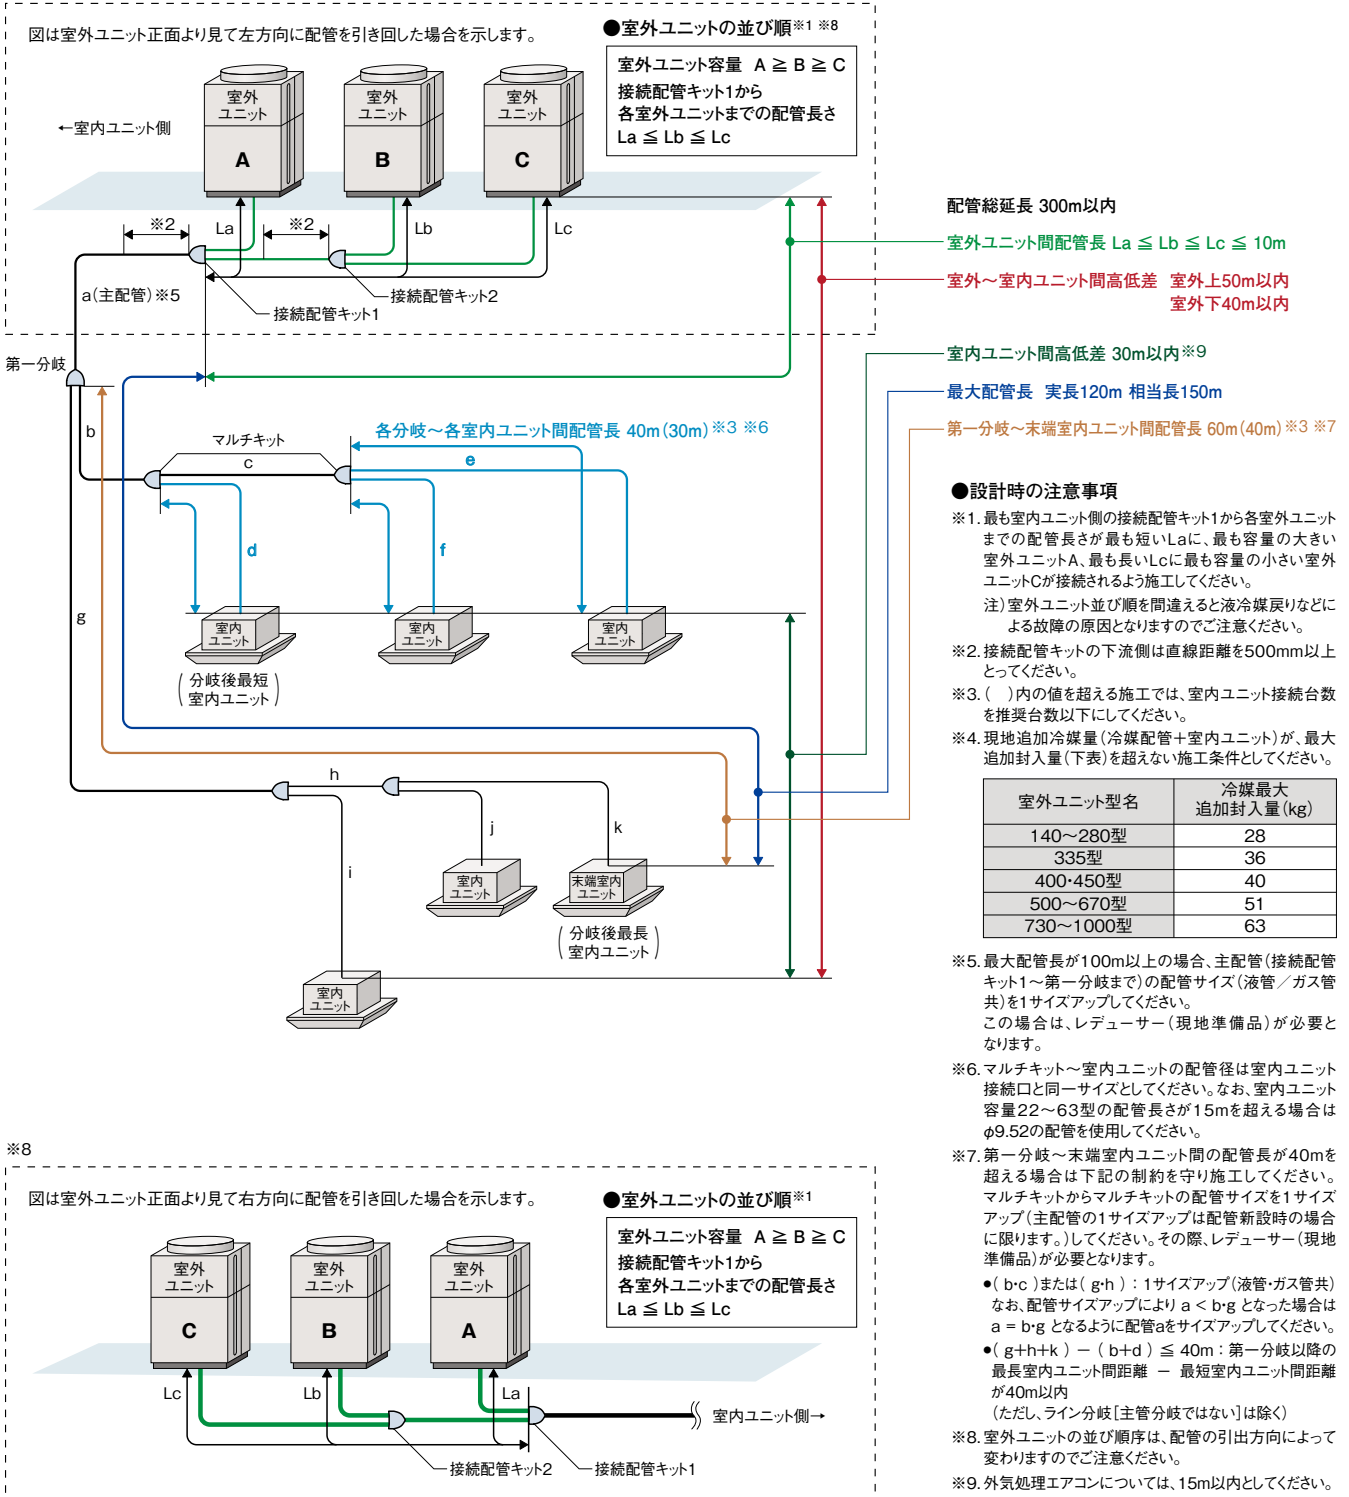 図は室外ユニット正面より見て左方向に配管を引き回した場合を示します。
●室外ユニットの並び順※1 ※8
室外ユニット容量 A ≧ B ≧ C
接続配管キット1から
各室外ユニットまでの配管長さ
La ≦ Lb ≦ Lc
←室内ユニット側
室外
ユニット
A
室外
ユニット
B
室外
ユニット
C
※2
La
※2
Lb
Lc
a(主配管)※5
接続配管キット2
接続配管キット1
第一分岐
配管総延長 300m以内
室外ユニット間配管長 La ≦ Lb ≦ Lc ≦ 10m
室外～室内ユニット間高低差 室外上50m以内
室外下40m以内
室内ユニット間高低差 30m以内※9
最大配管長 実長120m 相当長150m
第一分岐～末端室内ユニット間配管長 60m(40m)※3 ※7
b
マルチキット
c
各分岐～各室内ユニット間配管長 40m(30m)※3 ※6
e
d
f
g
室内
ユニット
(分岐後最短
室内ユニット)
室内
ユニット
室内
ユニット
h
i
j
k
室内
ユニット
末端室内
ユニット
(分岐後最長
室内ユニット)
室内
ユニット
●設計時の注意事項
※1.最も室内ユニット側の接続配管キット1から各室外ユニット
までの配管長さが最も短いLaに、最も容量の大きい
室外ユニットA、最も長いLcに最も容量の小さい室外
ユニットCが接続されるよう施工してください。
注)室外ユニット並び順を間違えると液冷媒戻りなどに
よる故障の原因となりますのでご注意ください。
※2.接続配管キットの下流側は直線距離を500mm以上
とってください。
※3.( )内の値を超える施工では、室内ユニット接続台数
を推奨台数以下にしてください。
※4.現地追加冷媒量(冷媒配管＋室内ユニット)が、最大
追加封入量(下表)を超えない施工条件としてください。
室外ユニット型名 冷媒最大
追加封入量(kg)
140～280型 28
335型 36
400･450型 40
500～670型 51
730～1000型 63
※5.最大配管長が100m以上の場合、主配管(接続配管
キット1～第一分岐まで)の配管サイズ(液管／ガス管
共)を1サイズアップしてください。
この場合は、レデューサー(現地準備品)が必要と
なります。
※6.マルチキット～室内ユニットの配管径は室内ユニット
接続口と同一サイズとしてください。なお、室内ユニット
容量22～63型の配管長さが15mを超える場合は
φ9.52の配管を使用してください。
※7.第一分岐～末端室内ユニット間の配管長が40mを
超える場合は下記の制約を守り施工してください。
マルチキットからマルチキットの配管サイズを1サイズ
アップ(主配管の1サイズアップは配管新設時の場合
に限ります。)してください。その際、レデューサー(現地
準備品)が必要となります。
●( b･c )または( g･h )：1サイズアップ(液管･ガス管共)
なお、配管サイズアップにより a < b･g となった場合は
a = b･g となるように配管aをサイズアップしてください。
●( g+h+k ) － ( b+d ) ≦ 40m：第一分岐以降の
最長室内ユニット間距離 － 最短室内ユニット間距離
が40m以内
(ただし、ライン分岐[主管分岐ではない]は除く)
※8.室外ユニットの並び順序は、配管の引出方向によって
変わりますのでご注意ください。
※9.外気処理エアコンについては、15m以内としてください。
※8
図は室外ユニット正面より見て右方向に配管を引き回した場合を示します。
●室外ユニットの並び順※1
室外ユニット容量 A ≧ B ≧ C
接続配管キット1から
各室外ユニットまでの配管長さ
La ≦ Lb ≦ Lc
室外
ユニット
C
室外
ユニット
B
室外
ユニット
A
Lc
Lb
La
室内ユニット側→
接続配管キット2
接続配管キット1